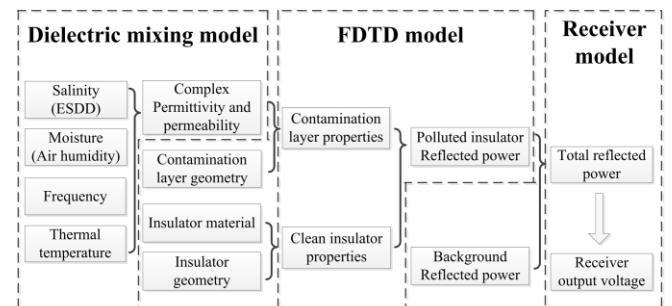 Dielectric mixing model
FDTD model
Receiver
model
Salinity
(ESDD)
Moisture
(Air humidity)
Frequency
Thermal
temperature
Complex
Permittivity and
permeability
Contamination
layer geometry
Insulator material
Insulator
geometry
Contamination
layer properties
Clean insulator
properties
Polluted insulator
Reflected power
Background
Reflected power
Total reflected
power
Receiver
output voltage